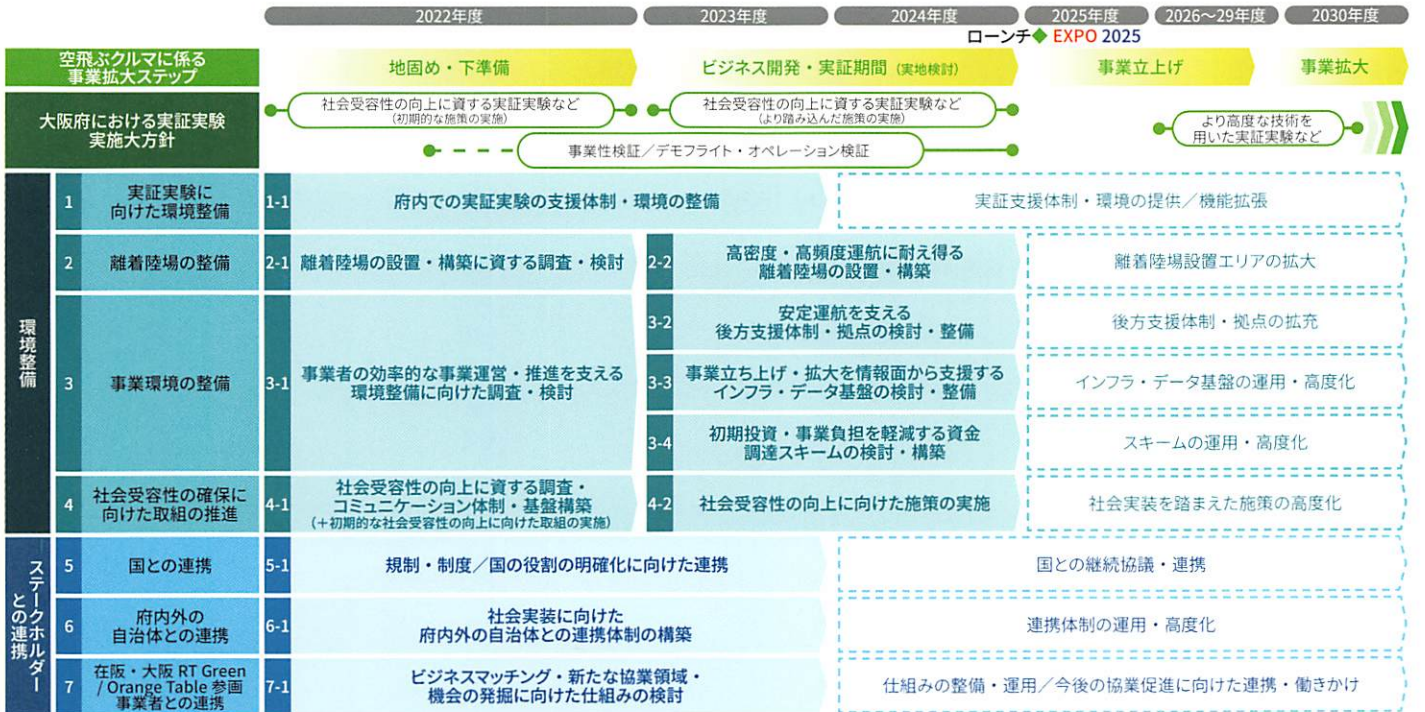 2022年度
2023年度
2024年度
2025年度
2026～29年度
2030年度
ローンチ◆ EXPO 2025
空飛ぶクルマに係る
事業拡大ステップ
地固め・下準備
ビジネス開発・実証期間（実地検討）
事業立上げ
事業拡大
大阪府における実証実験
実施大方針
社会受容性の向上に資する実証実験など
（初期的な施策の実施）
社会受容性の向上に資する実証実験など
（より踏み込んだ施策の実施）
事業性検証／デモフライト・オペレーション検証
より高度な技術を
用いた実証実験など
環境整備
1
実証実験に
向けた環境整備
1-1
府内での実証実験の支援体制・環境の整備
実証支援体制・環境の提供／機能拡張
2
離着陸場の整備
2-1
離着陸場の設置・構築に資する調査・検討
2-2
高密度・高頻度運航に耐え得る
離着陸場の設置・構築
離着陸場設置エリアの拡大
3
事業環境の整備
3-1
事業者の効率的な事業運営・推進を支える
環境整備に向けた調査・検討
3-2
安定運航を支える
後方支援体制・拠点の検討・整備
後方支援体制・拠点の拡充
3-3
事業立ち上げ・拡大を情報面から支援する
インフラ・データ基盤の検討・整備
インフラ・データ基盤の運用・高度化
3-4
初期投資・事業負担を軽減する資金
調達スキームの検討・構築
スキームの運用・高度化
4
社会受容性の確保に
向けた取組の推進
4-1
社会受容性の向上に資する調査・
コミュニケーション体制・基盤構築
（＋初期的な社会受容性の向上に向けた取組の実施）
4-2
社会受容性の向上に向けた施策の実施
社会実装を踏まえた施策の高度化
ステークホルダー
との連携
5
国との連携
5-1
規制・制度／国の役割の明確化に向けた連携
国との継続協議・連携
6
府内外の
自治体との連携
6-1
社会実装に向けた
府内外の自治体との連携体制の構築
連携体制の運用・高度化
7
在阪・大阪 RT Green
/ Orange Table 参画
事業者との連携
7-1
ビジネスマッチング・新たな協業領域・
機会の発掘に向けた仕組みの検討
仕組みの整備・運用／今後の協業促進に向けた連携・働きかけ